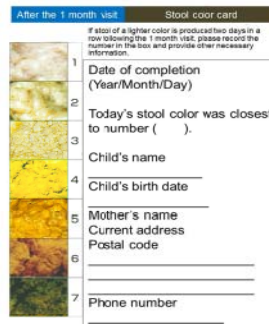 After the 1 month visit
Stool coor card
If stool of a lighter color is produced two days in a
row following the 1 month visit, please record the
number in the box and provide other necessary
information.
1
Date of completion
(Year/Month/Day)
2
Today's stool color was closest
to number (     ).
3
Child's name
4
Child's birth date
5
Mother's name
Current address
Postal code
6
7
Phone number